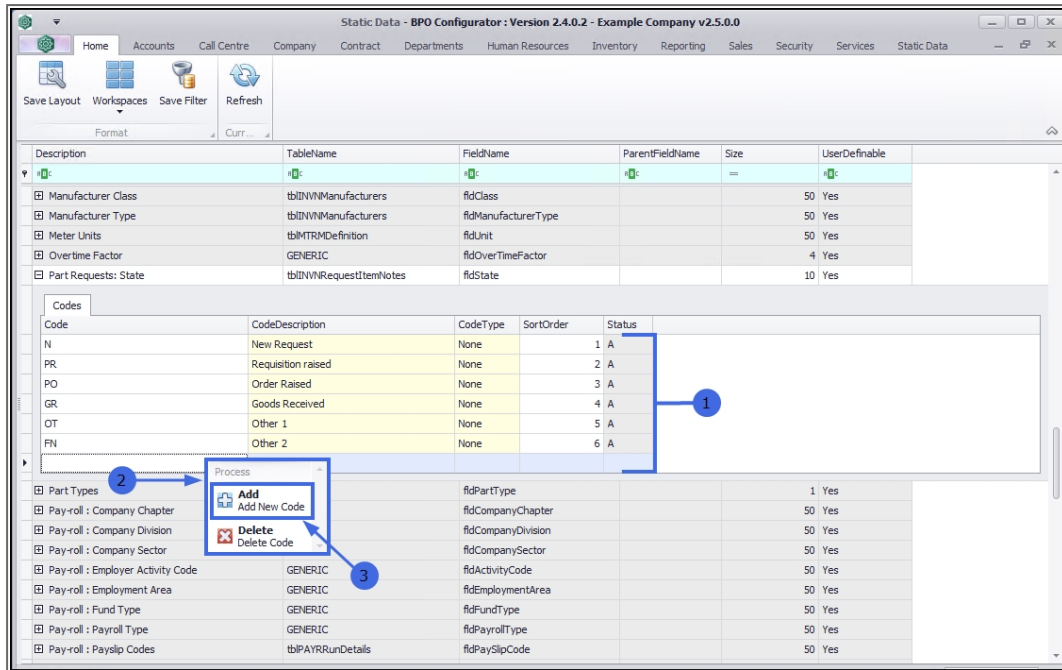 Static Data - BPO Configurator : Version 2.4.0.2 - Example Company v2.5.0.0
Home Accounts Call Centre Company Contract Departments Human Resources Inventory Reporting Sales Security Services Static Data
Save Layout Workspaces Save Filter Refresh
Format Curr...
Description TableName FieldName ParentFieldName Size UserDefinable
=
Manufacturer Class tblINVNManufacturers fldClass 50 Yes
Manufacturer Type tblINVNManufacturers fldManufacturerType 50 Yes
Meter Units tblMTRMDefinition fldUnit 50 Yes
Overtime Factor GENERIC fldOverTimeFactor 4 Yes
Part Requests: State tblINVNRequestItemNotes fldState 10 Yes
Codes
Code CodeDescription CodeType SortOrder Status
N New Request None 1 A
PR Requisition raised None 2 A
PO Order Raised None 3 A
GR Goods Received None 4 A
1
OT Other 1 None 5 A
FN Other 2 None 6 A
2
Process
Add
Add New Code
Delete
Delete Code
3
Part Types fldPartType 1 Yes
Pay-roll : Company Chapter fldCompanyChapter 50 Yes
Pay-roll : Company Division fldCompanyDivision 50 Yes
Pay-roll : Company Sector fldCompanySector 50 Yes
Pay-roll : Employer Activity Code GENERIC fldActivityCode 50 Yes
Pay-roll : Employment Area GENERIC fldEmploymentArea 50 Yes
Pay-roll : Fund Type GENERIC fldFundType 50 Yes
Pay-roll : Payroll Type GENERIC fldPayrollType 50 Yes
Pay-roll : Payslip Codes tblPAYRRunDetails fldPaySlipCode 50 Yes